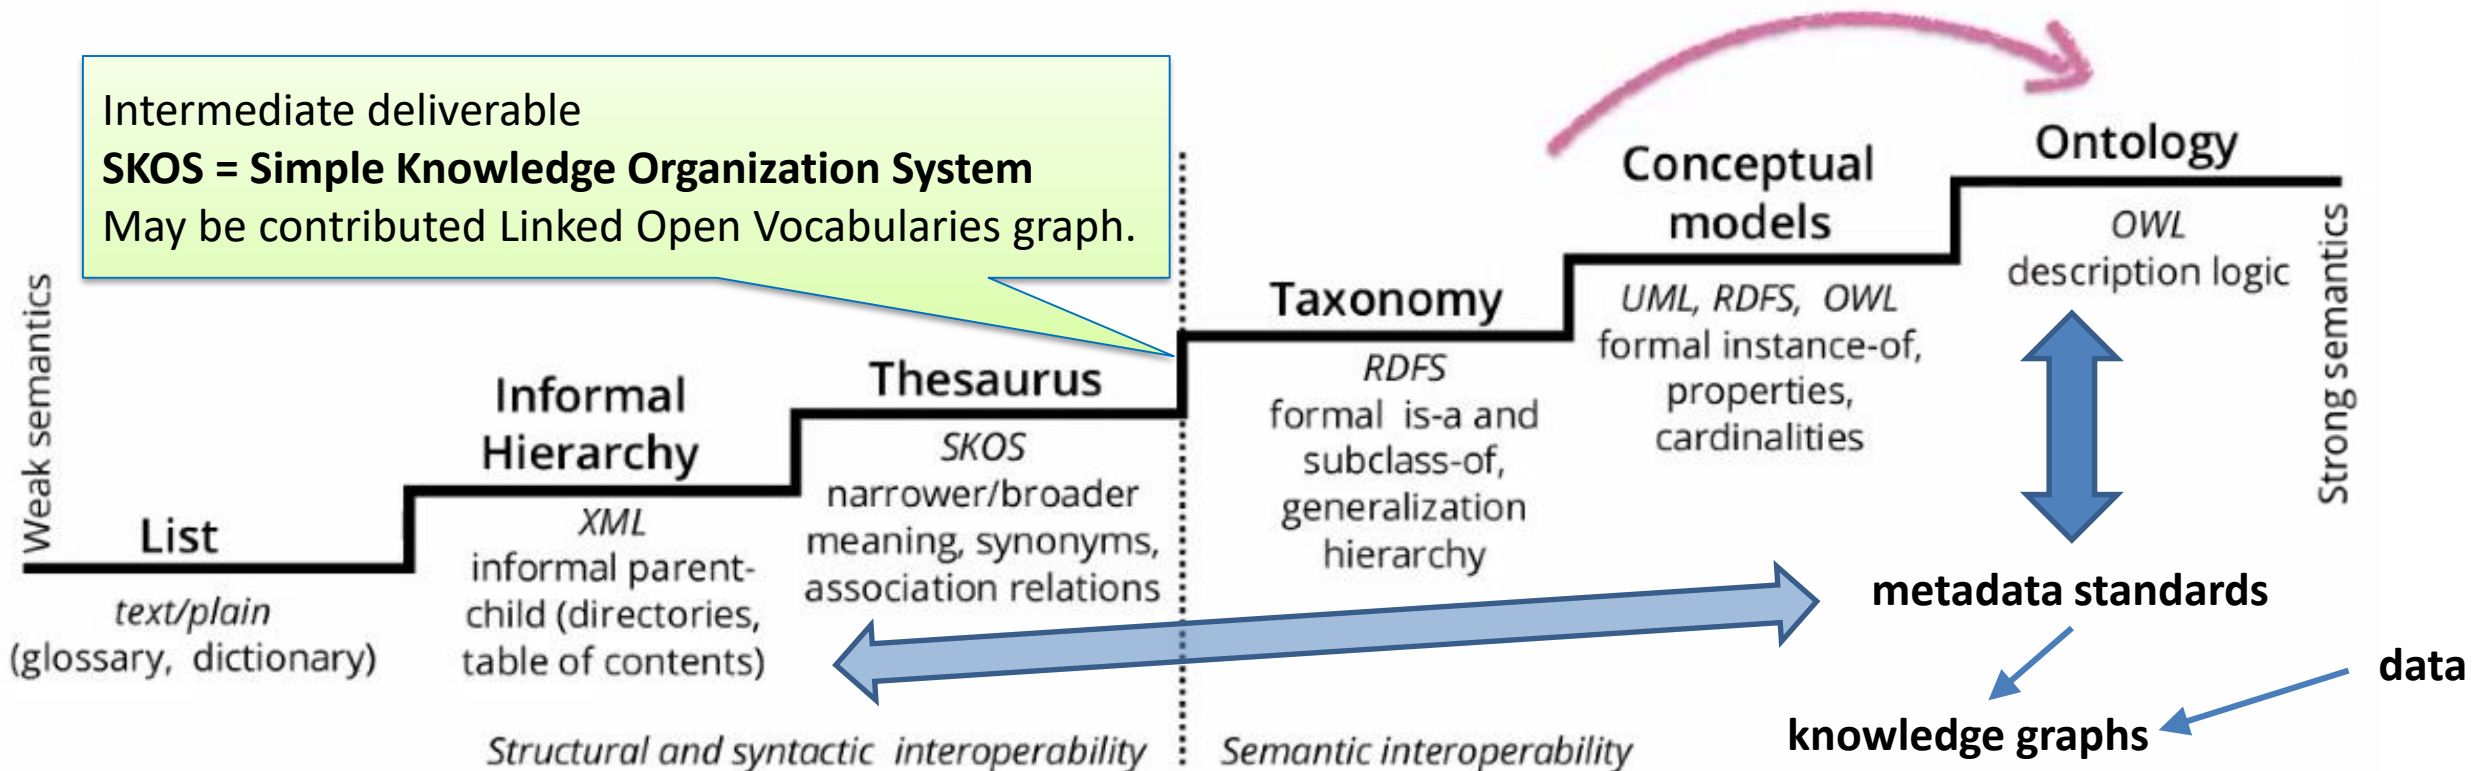 Intermediate deliverable
SKOS = Simple Knowledge Organization System
May be contributed Linked Open Vocabularies graph.
Weak semantics
List
text/plain
(glossary, dictionary)
Informal
Hierarchy
XML
informal parent-
child (directories,
table of contents)
Thesaurus
SKOS
narrower/broader
meaning, synonyms,
association relations
Taxonomy
RDFS
formal is-a and
subclass-of,
generalization
hierarchy
Conceptual
models
UML, RDFS, OWL
formal instance-of,
properties,
cardinalities
Ontology
OWL
description logic
Strong semantics
metadata standards
data
knowledge graphs
Structural and syntactic interoperability
Semantic interoperability